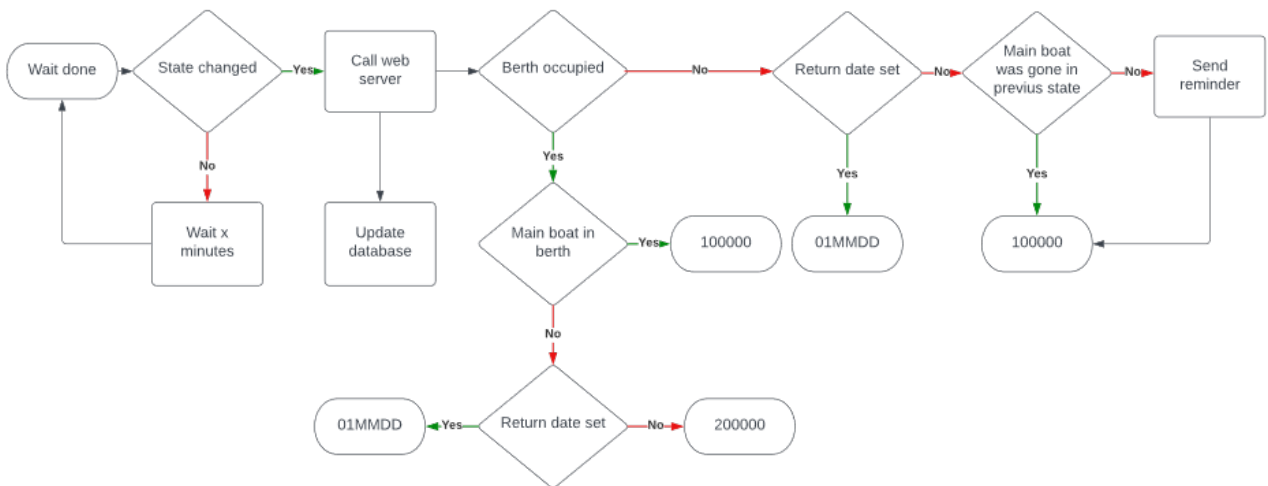 Wait done
State changed
Yes
Call web
server
Berth occupied
No
Return date set
No
Main boat
was gone in
previus state
No
Send
reminder
No
Wait x
minutes
Update
database
Yes
Main boat in
berth
Yes
100000
Yes
01MMDD
Yes
100000
No
01MMDD
Yes
Return date set
No
200000